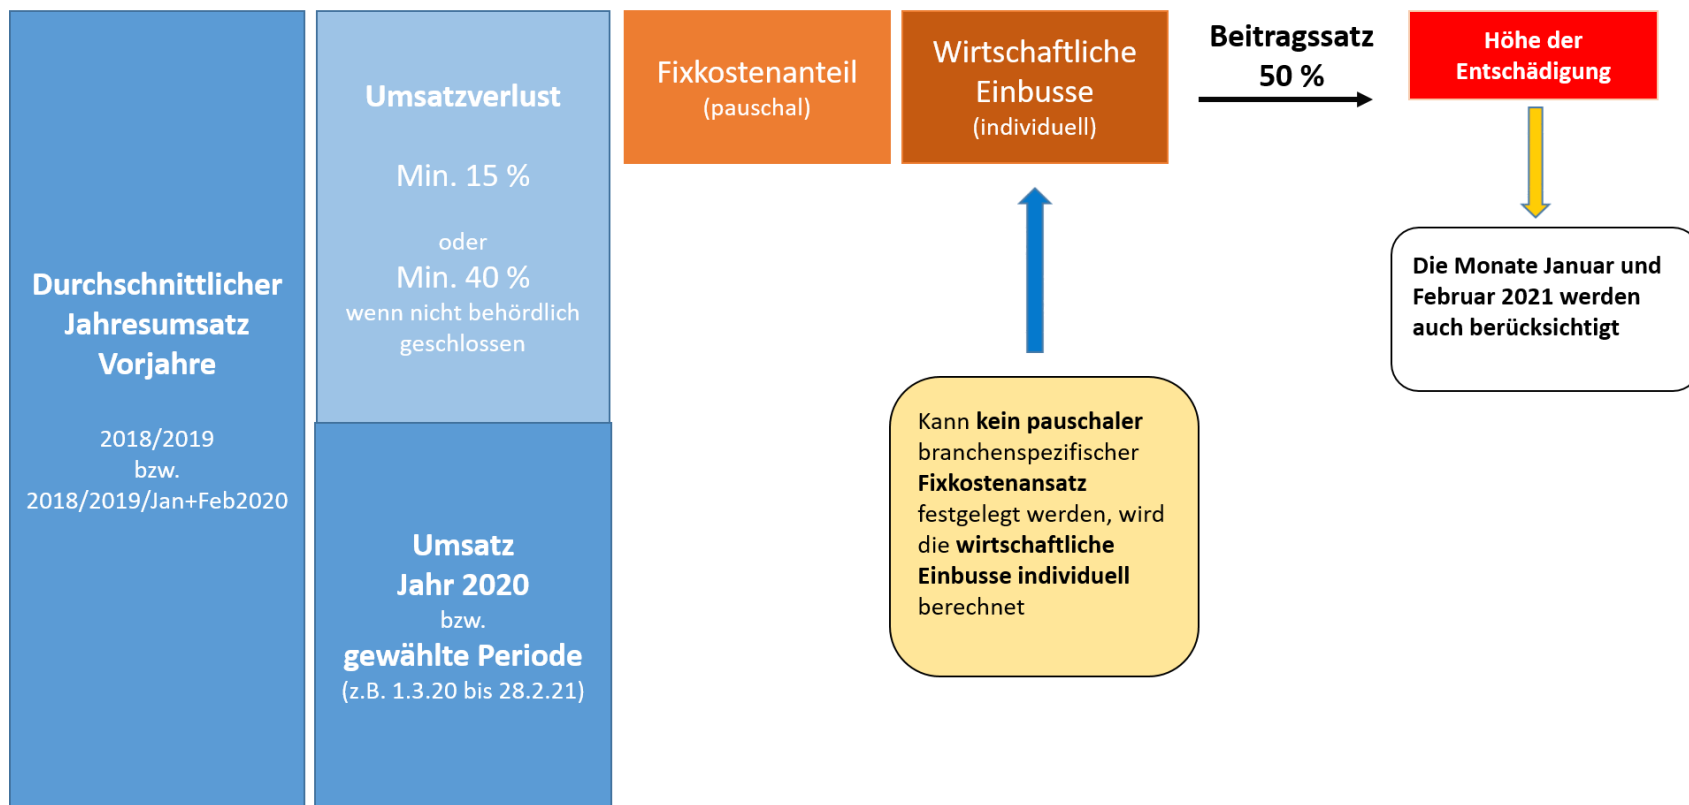 Durchschnittlicher
Jahresumsatz
Vorjahre
2018/2019
bzw.
2018/2019/Jan+Feb2020
Umsatzverlust
Min. 15 %
oder
Min. 40 %
wenn nicht behördlich
geschlossen
Umsatz
Jahr 2020
bzw.
gewählte Periode
(z.B. 1.3.20 bis 28.2.21)
Fixkostenanteil
(pauschal)
Wirtschaftliche
Einbusse
(individuell)
Kann kein pauschaler
branchenspezifischer
Fixkostenansatz
festgelegt werden, wird
die wirtschaftliche
Einbusse individuell
berechnet
Beitragssatz
50 %
Höhe der
Entschädigung
Die Monate Januar und
Februar 2021 werden
auch berücksichtigt